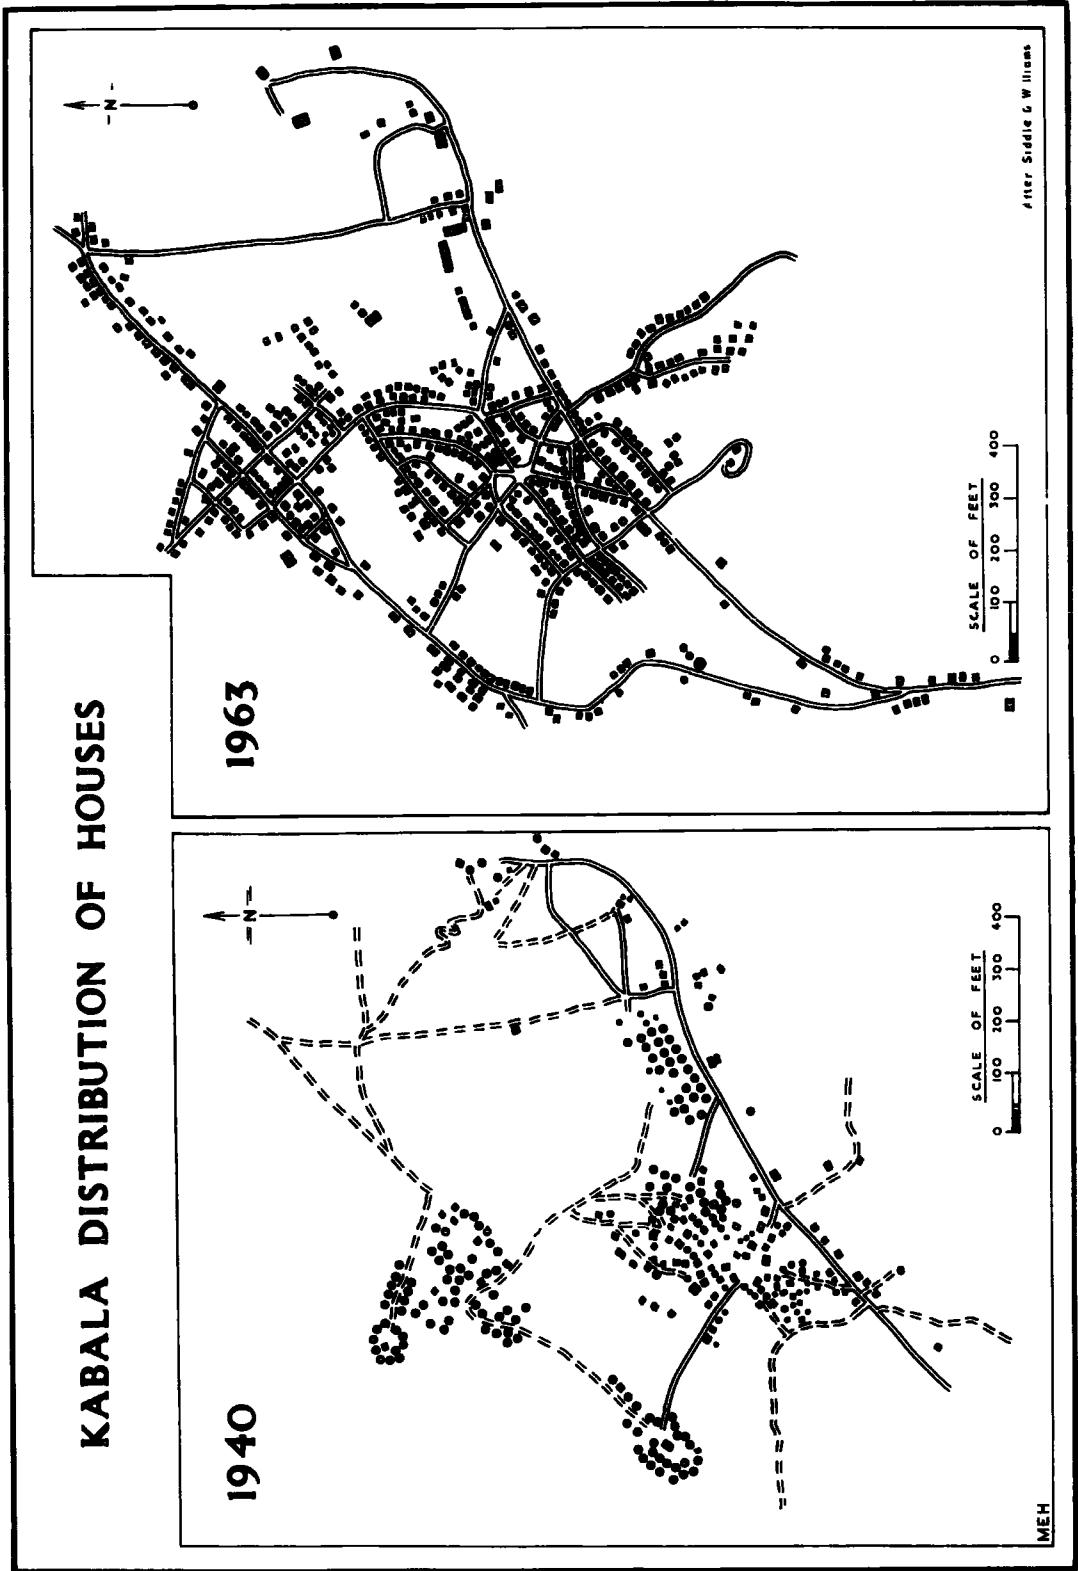 KABALA DISTRIBUTION OF HOUSES
1940
N
SCALE OF FEET
0 100 200 300 400
MEH
1963
N
SCALE OF FEET
0 100 200 300 400
After Siddle & Williams